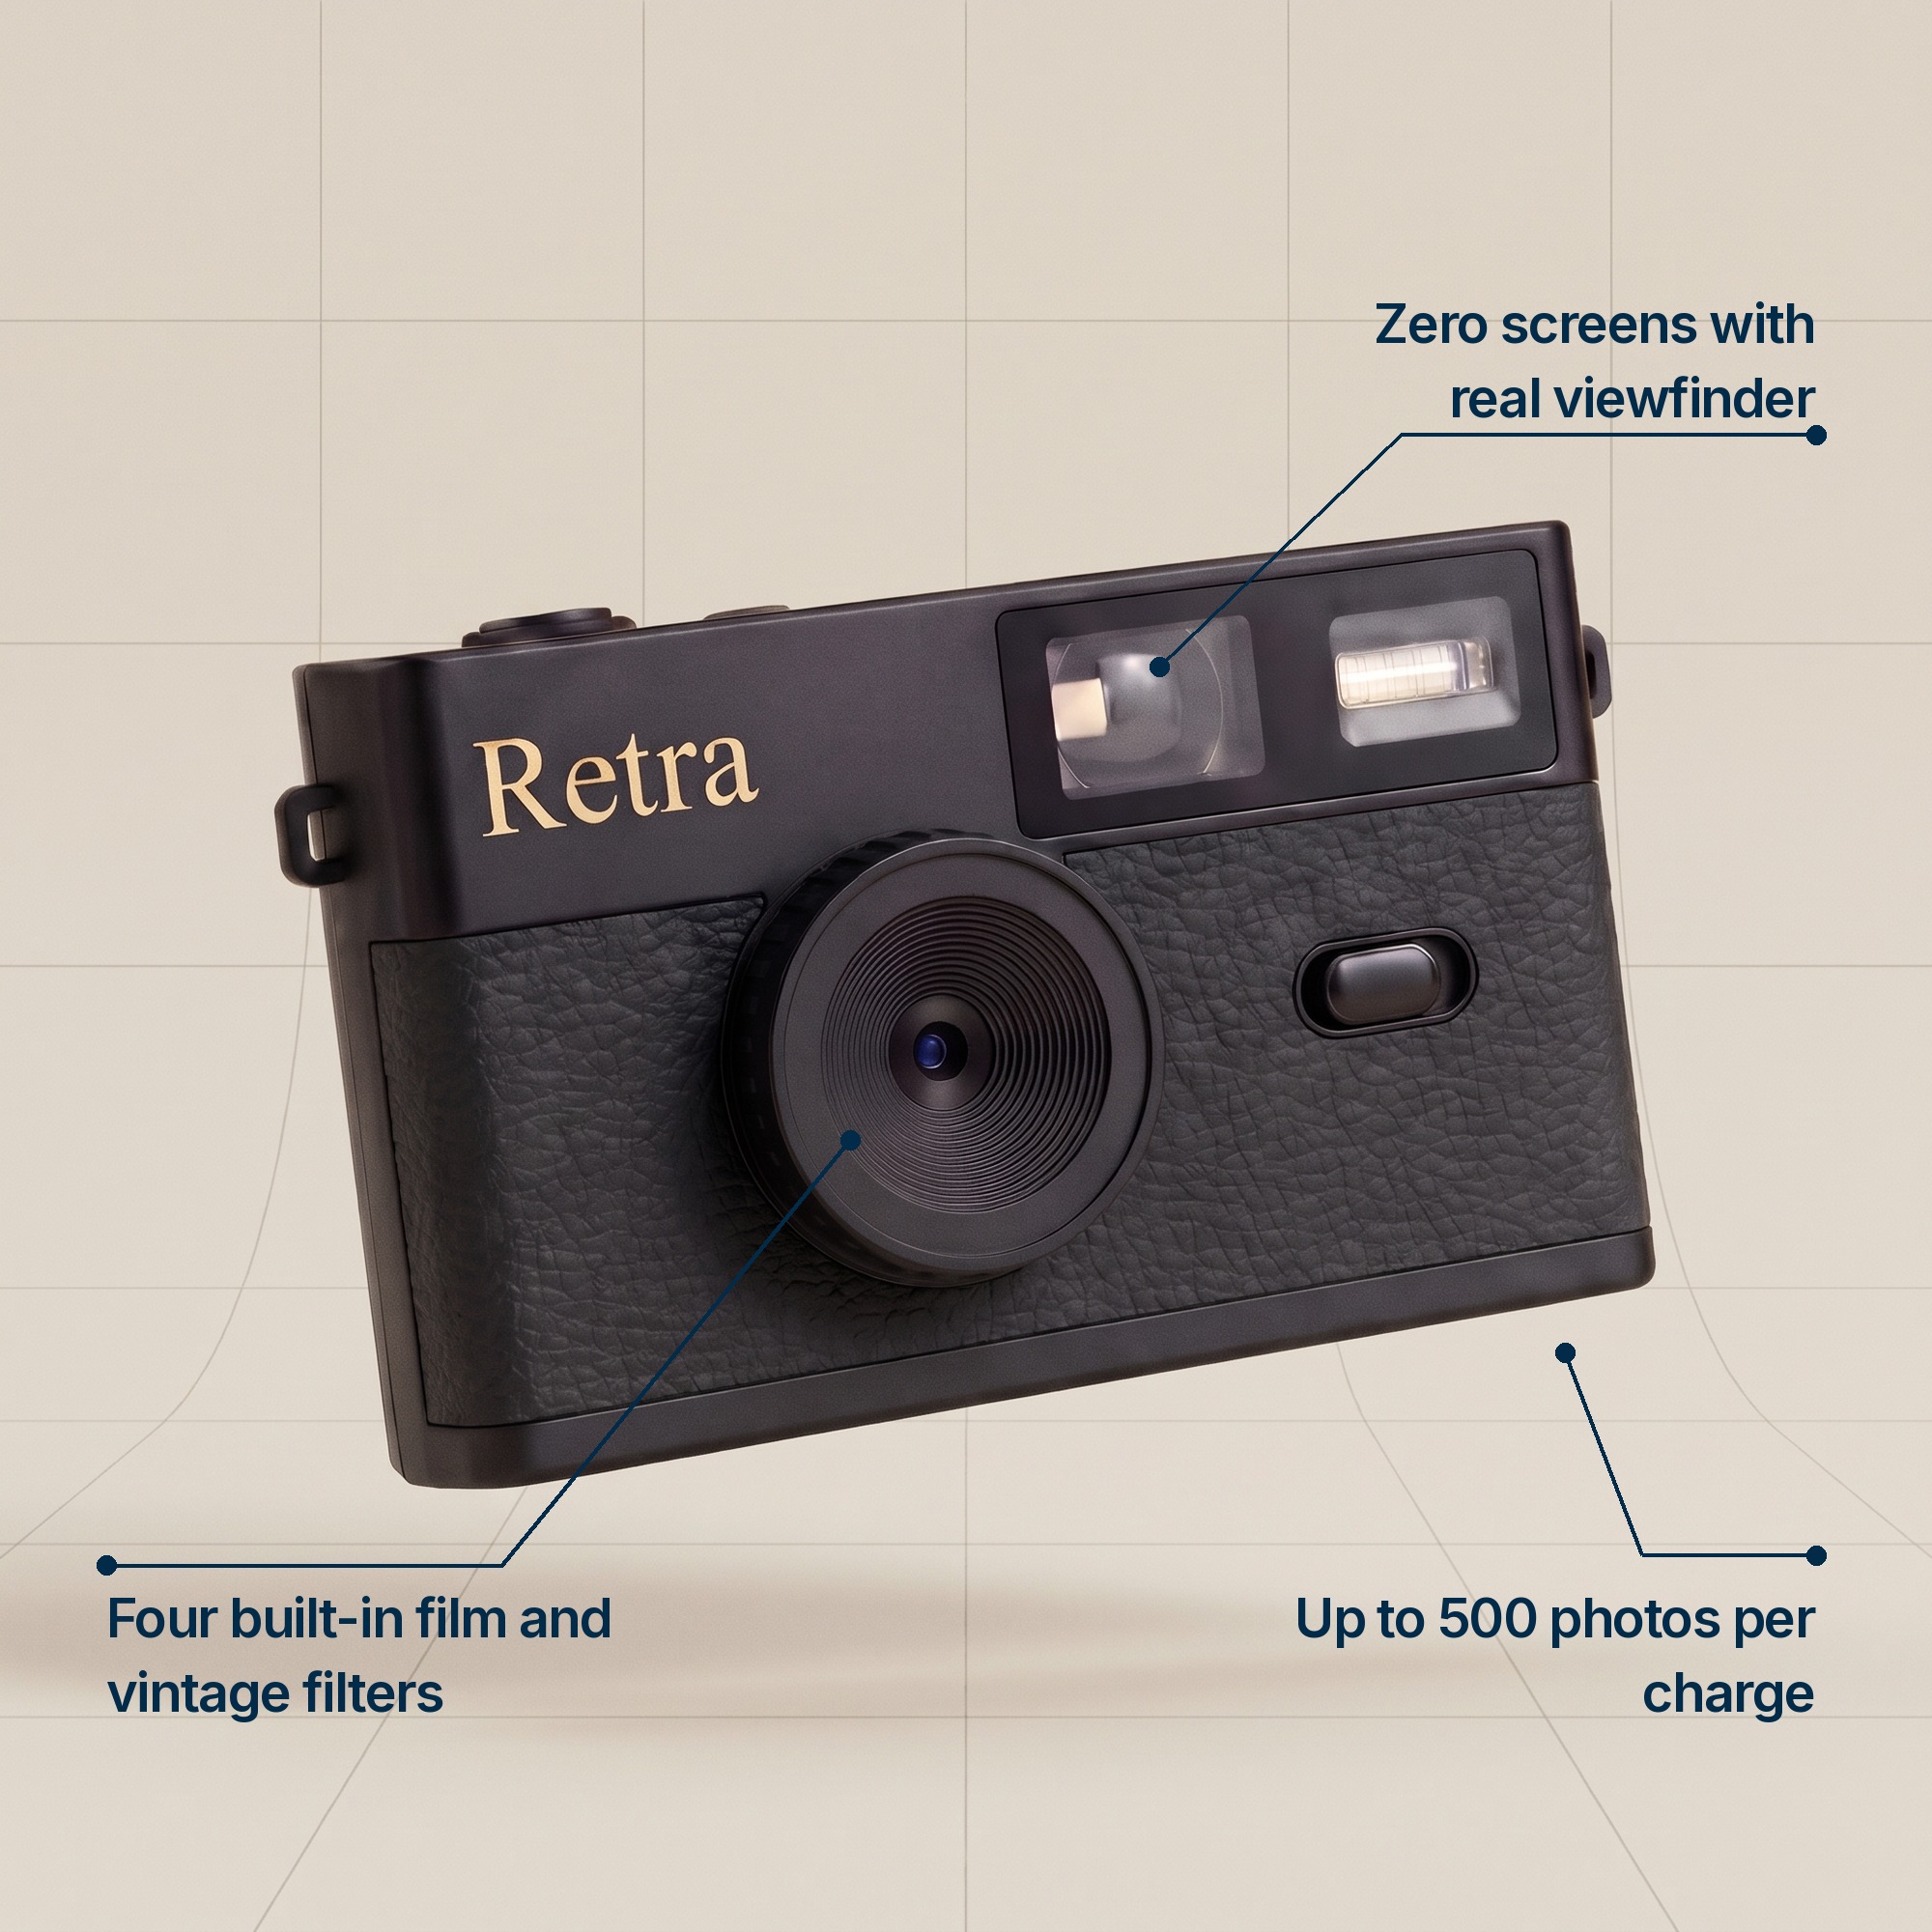 Zero screens with
real viewfinder
Retra
Four built-in film and
vintage filters
Up to 500 photos per
charge